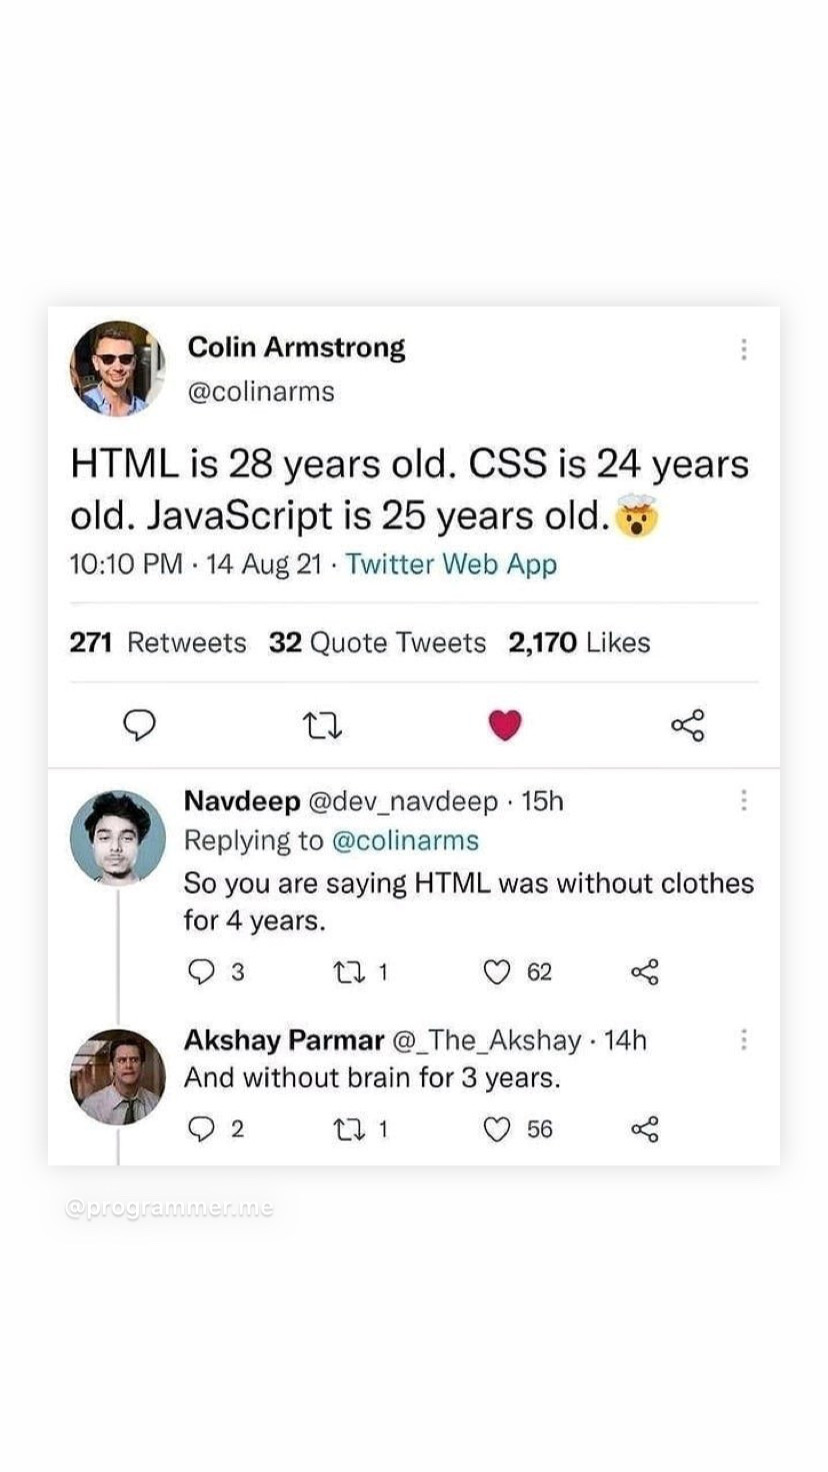 Colin Armstrong
@colinarms
HTML is 28 years old. CSS is 24 years
old. JavaScript is 25 years old.🤯
10:10 PM · 14 Aug 21 · Twitter Web App
271 Retweets 32 Quote Tweets 2,170 Likes
Navdeep @dev_navdeep · 15h
Replying to @colinarms
So you are saying HTML was without clothes
for 4 years.
3 1 62
Akshay Parmar @_The_Akshay · 14h
And without brain for 3 years.
2 1 56
@programmer.me